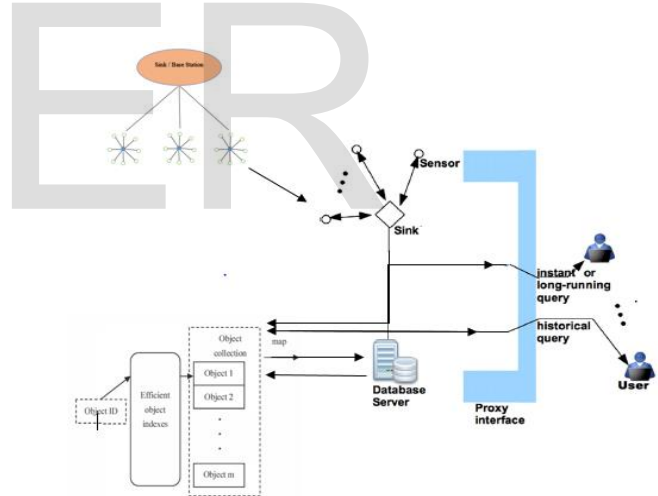 ER
Sink / Base Station
Sensor
Sink
instant or
long-running
query
historical
query
User
Proxy
interface
Database
Server
map
Object
collection
Object 1
Object 2
Object m
Efficient
object
indexes
Object ID